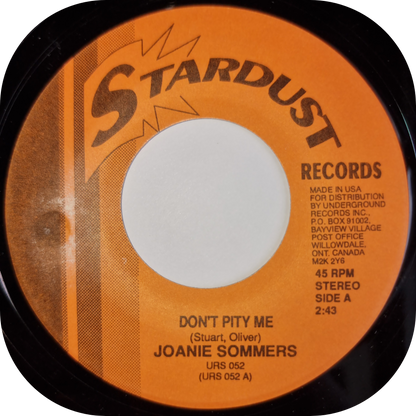 STARDUST
RECORDS
MADE IN USA
FOR DISTRIBUTION
BY UNDERGROUND
RECORDS INC.,
P.O. BOX 91002,
BAYVIEW VILLAGE
POST OFFICE
WILLOWDALE,
ONT. CANADA
M2K 2Y6
45 RPM
STEREO
SIDE A
2:43
DON'T PITY ME
(Stuart, Oliver)
JOANIE SOMMERS
URS 052
(URS 052 A)